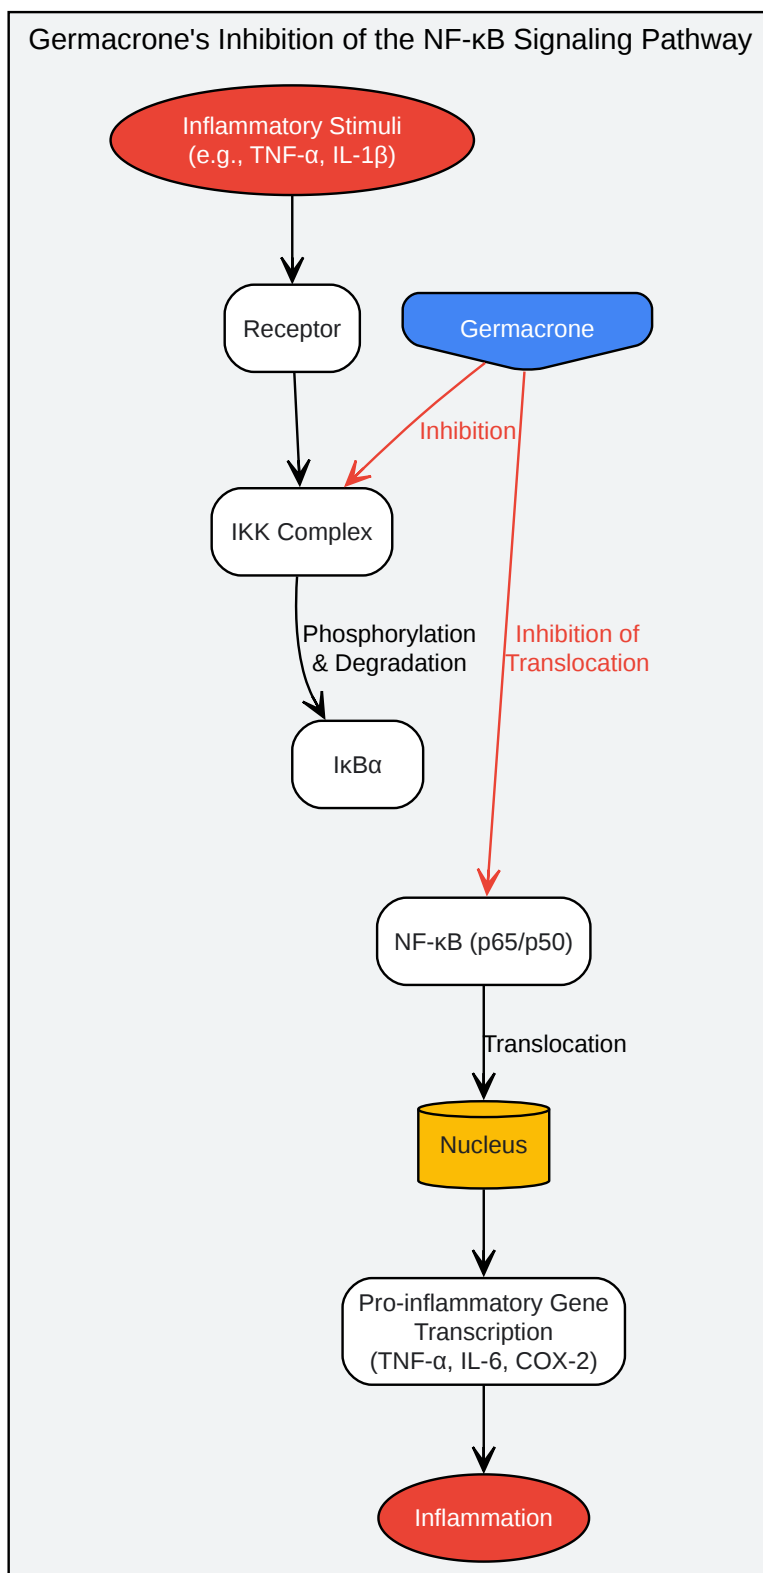 Germacrone's Inhibition of the NF-κB Signaling Pathway
Inflammatory Stimuli
(e.g., TNF-α, IL-1β)
Receptor
Germacrone
Inhibition
IKK Complex
Phosphorylation
& Degradation
Inhibition of
Translocation
IκBα
NF-κB (p65/p50)
Translocation
Nucleus
Pro-inflammatory Gene
Transcription
(TNF-α, IL-6, COX-2)
Inflammation